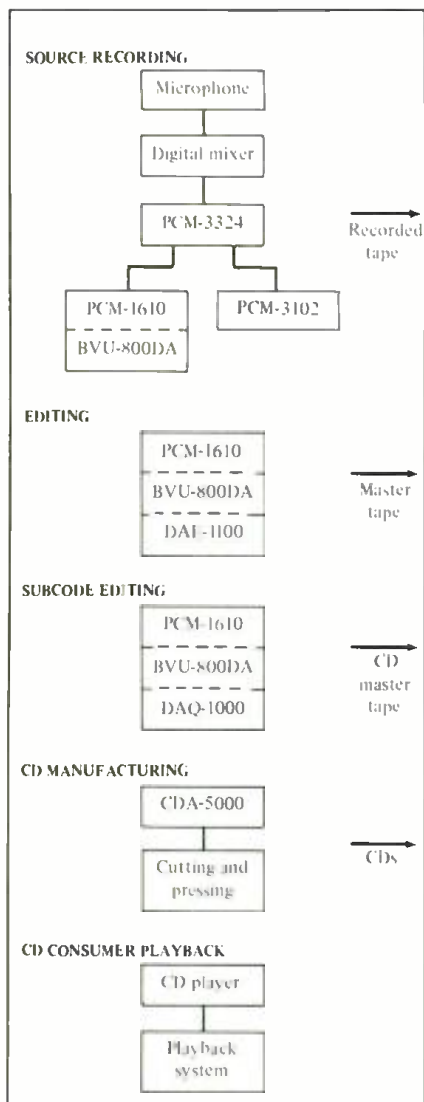 SOURCE RECORDING
Microphone
Digital mixer
PCM-3324
Recorded
tape
PCM-1610
PCM-3102
BVU-800DA
EDITING
PCM-1610
BVU-800DA
Master
tape
DAE-1100
SUBCODE EDITING
PCM-1610
BVU-800DA
CD
master
tape
DAQ-1000
CD MANUFACTURING
CDA-5000
CDs
Cutting and
pressing
CD CONSUMER PLAYBACK
CD player
Playback
system